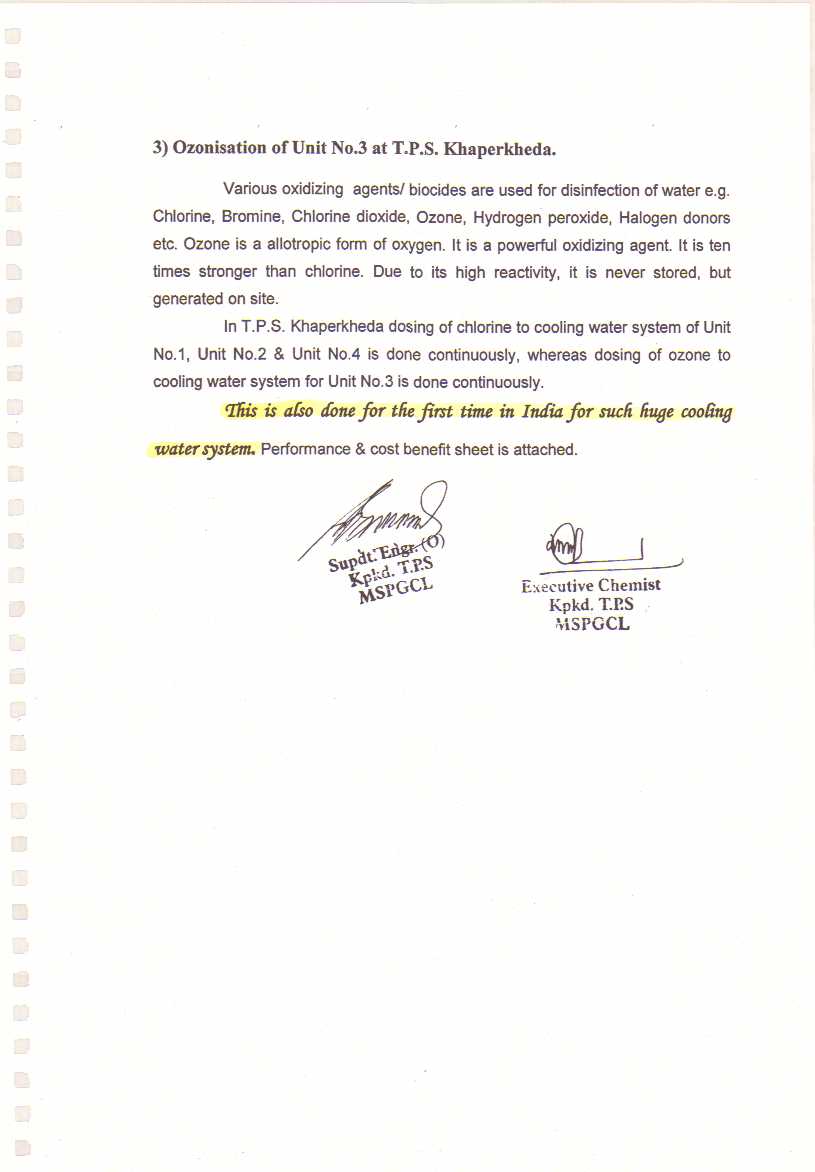 3) Ozonisation of Unit No.3 at T.P.S. Khaperkheda.
Various oxidizing agents/ biocides are used for disinfection of water e.g.
Chlorine, Bromine, Chlorine dioxide, Ozone, Hydrogen peroxide, Halogen donors
etc. Ozone is a allotropic form of oxygen. It is a powerful oxidizing agent. It is ten
times stronger than chlorine. Due to its high reactivity, it is never stored, but
generated on site.
In T.P.S. Khaperkheda dosing of chlorine to cooling water system of Unit
No.1, Unit No.2 & Unit No.4 is done continuously, whereas dosing of ozone to
cooling water system for Unit No.3 is done continuously.
This is also done for the first time in India for such huge cooling
water system. Performance & cost benefit sheet is attached.
Supdt. Engr. (O)
Kpkd. T.P.S
MSPGCL
Executive Chemist
Kpkd. T.P.S
MSPGCL